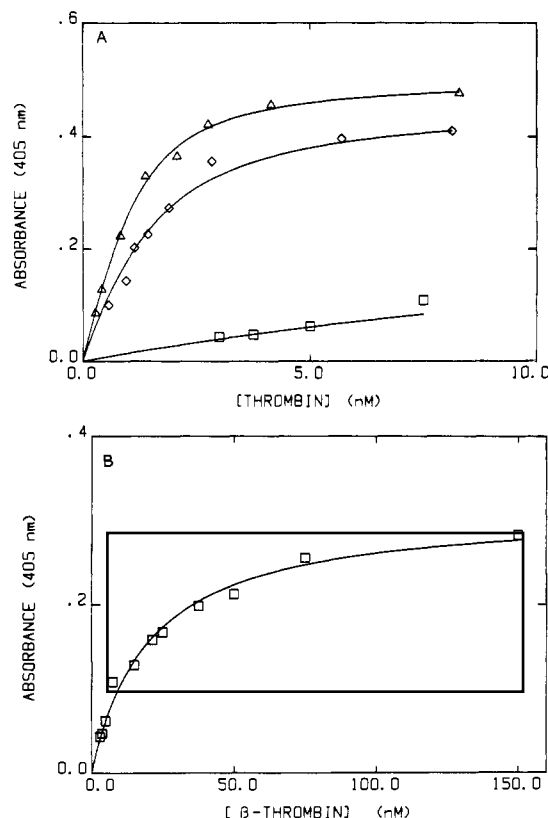 .6
A
ABSORBANCE (405 nm)
.4
.2
0.0
0.0
5.0
10.0
[THROMBIN] (nM)
.4
B
ABSORBANCE (405 nm)
.2
0.0
0.0
50.0
100.0
150.0
[ β-THROMBIN] (nM)